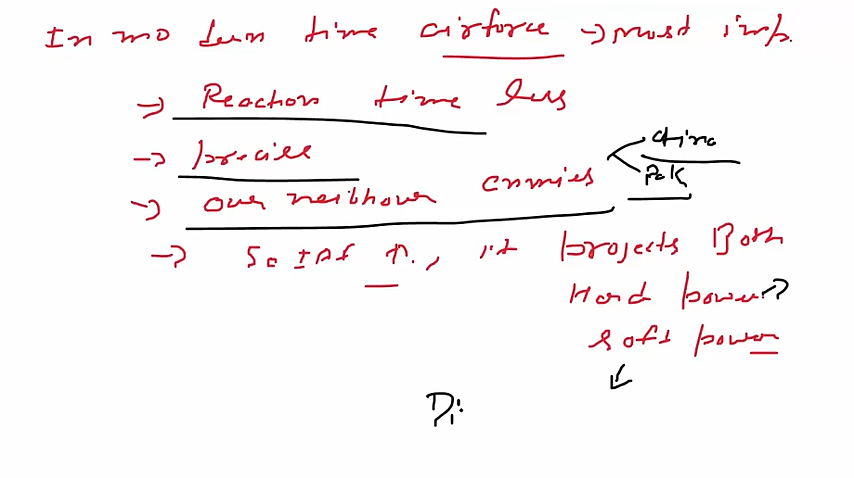 In mo dern time airforce → most imp.
→ Reaction time less
→ precise
china
→ Our neibhour enmies
Pak
→ So IAF ↑, it projects Both
Hard power →
Soft power
Di